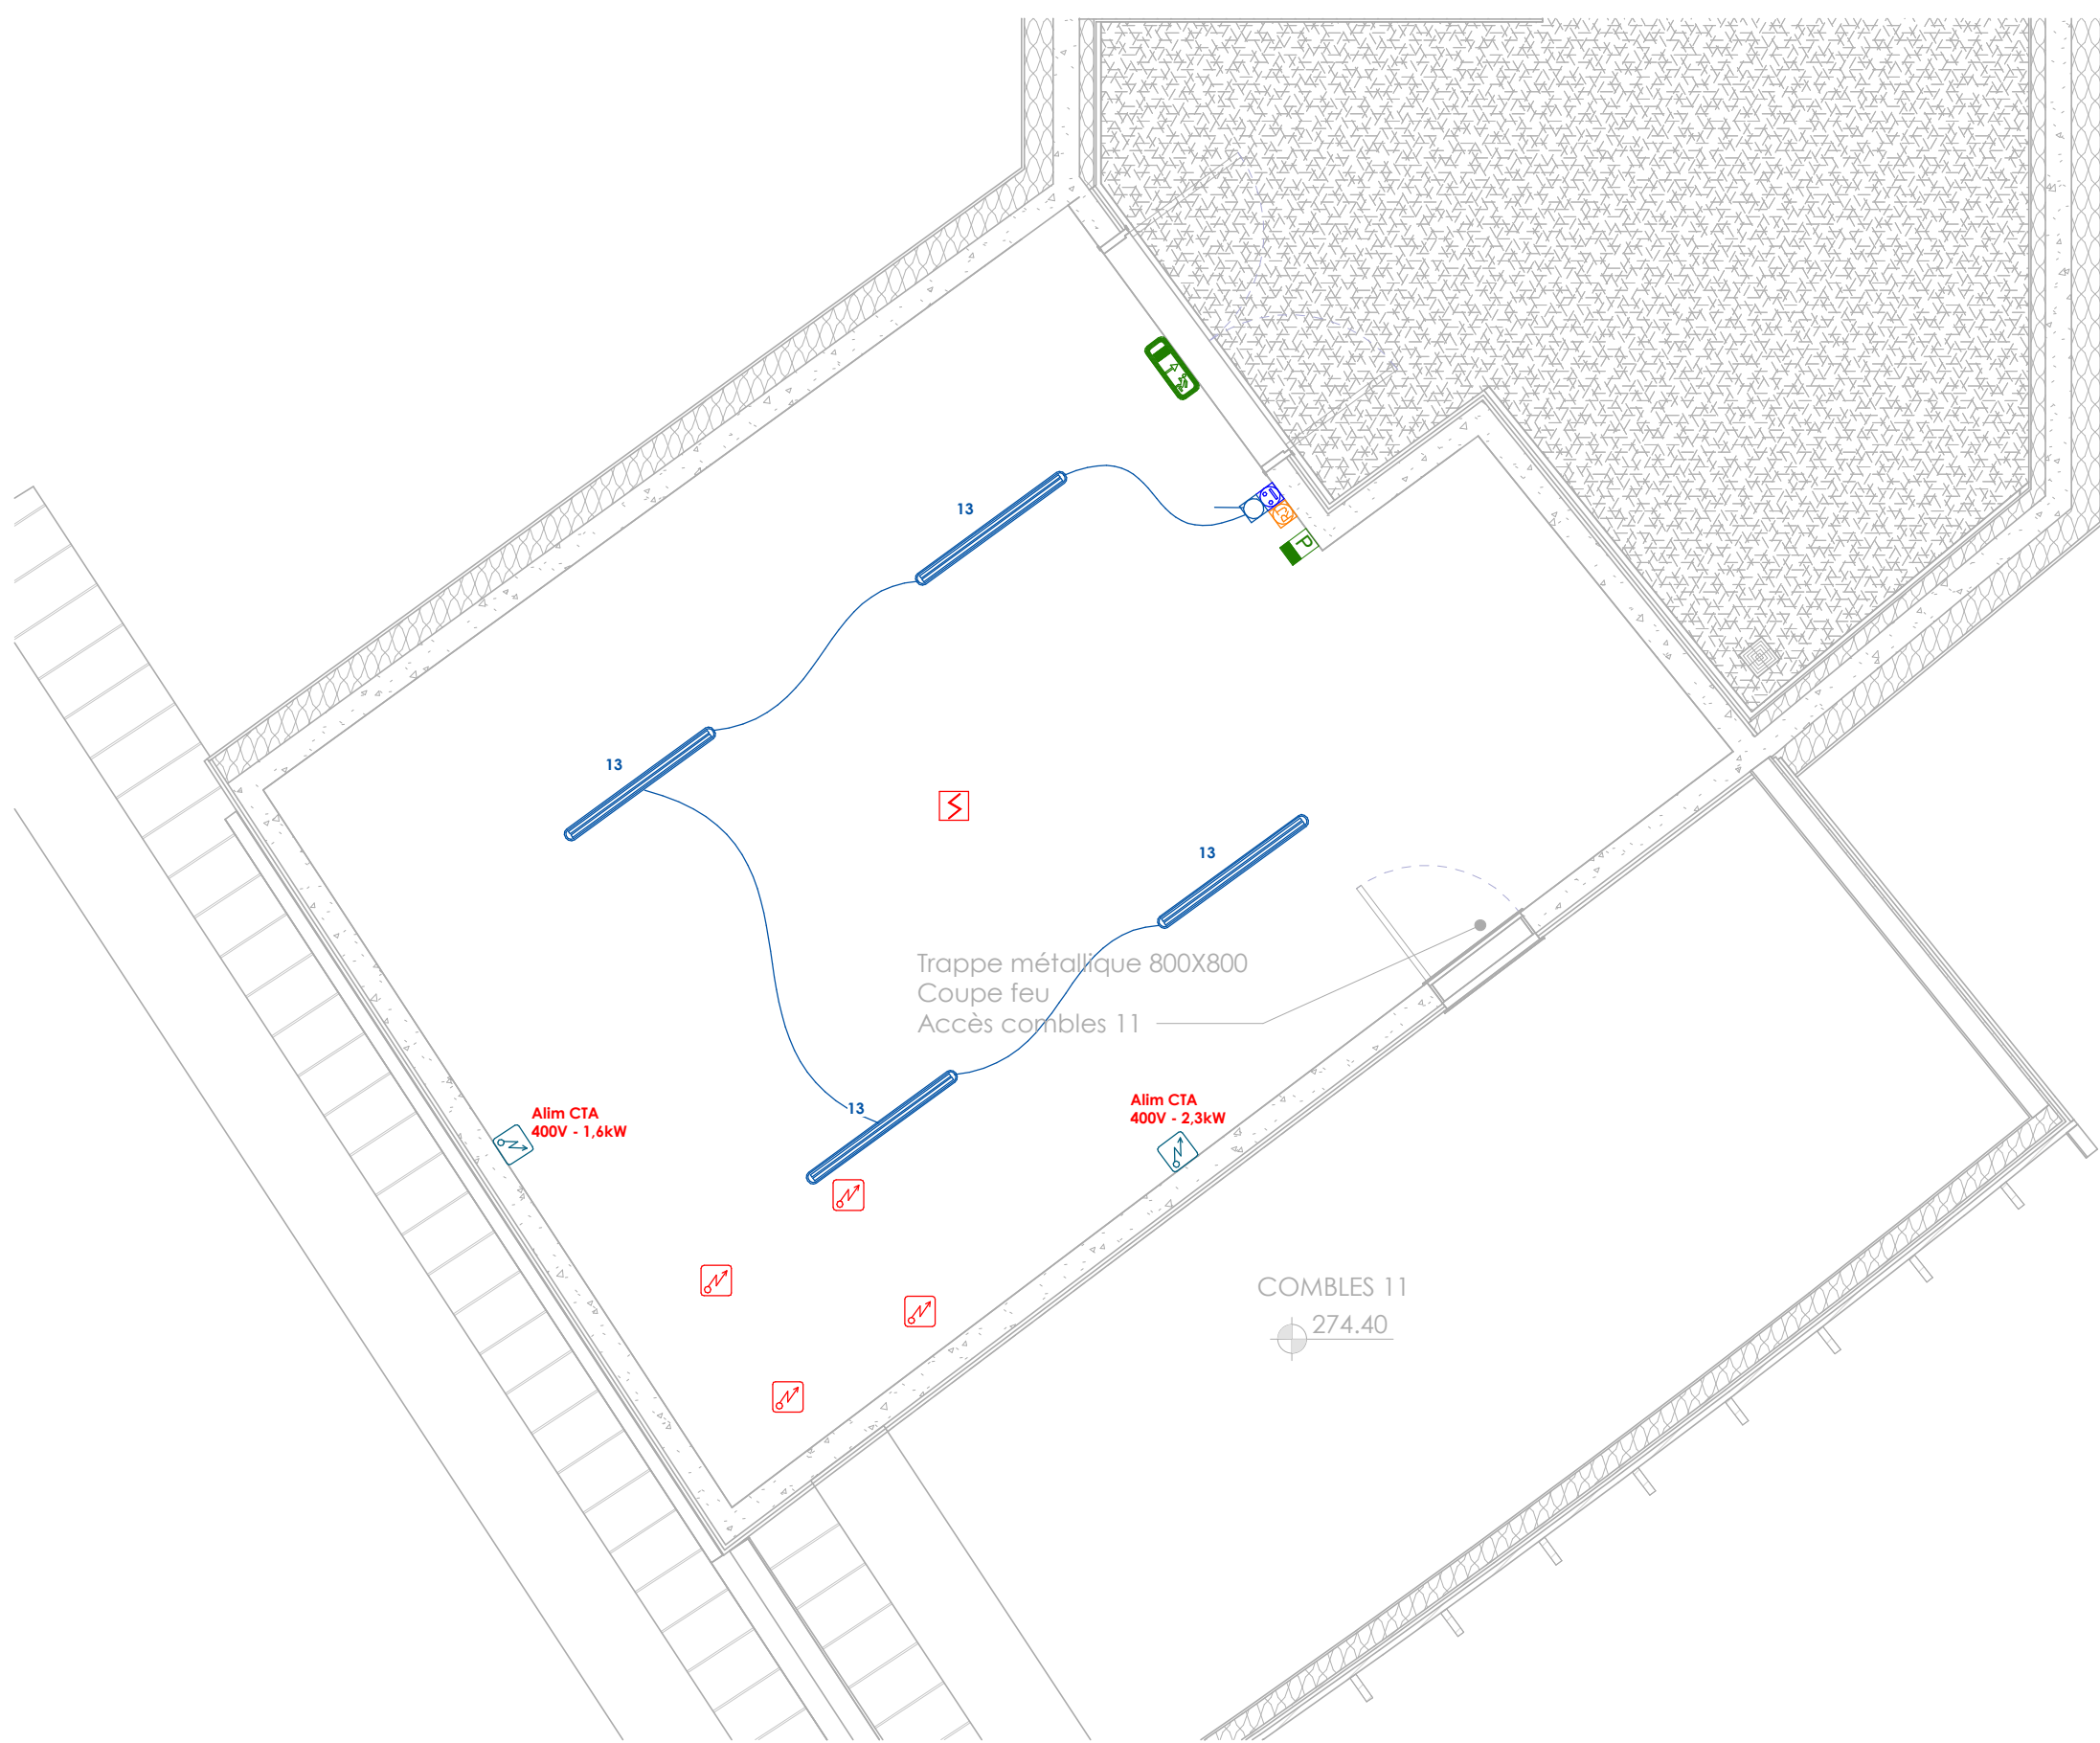 13
RJ
P
13
13
Trappe métallique 800X800
Coupe feu
Accès combles 11
13
Alim CTA
400V - 1,6kW
Alim CTA
400V - 2,3kW
COMBLES 11
274.40